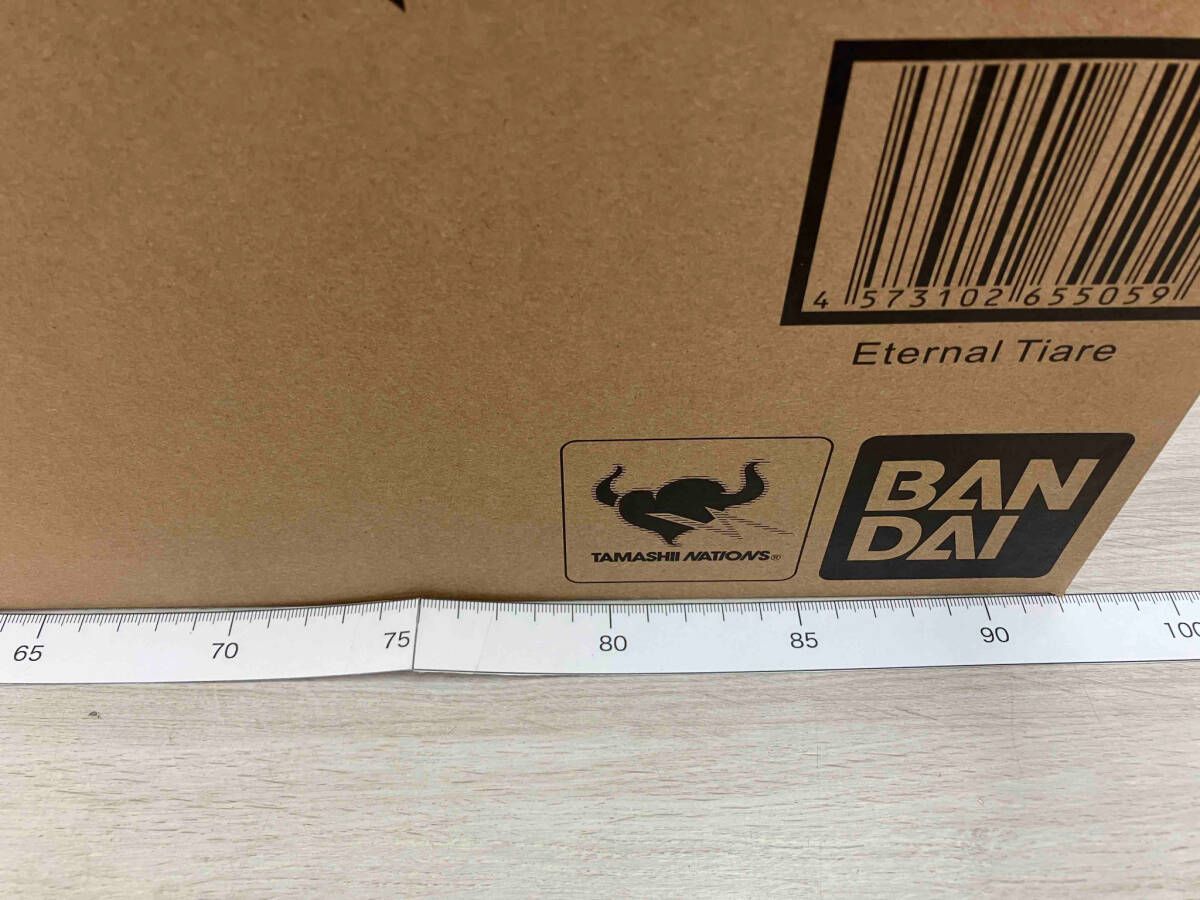 4 573102 655059
Eternal Tiare
TAMASHII NATIONS®
BAN
DAI
65 70 75 80 85 90 100